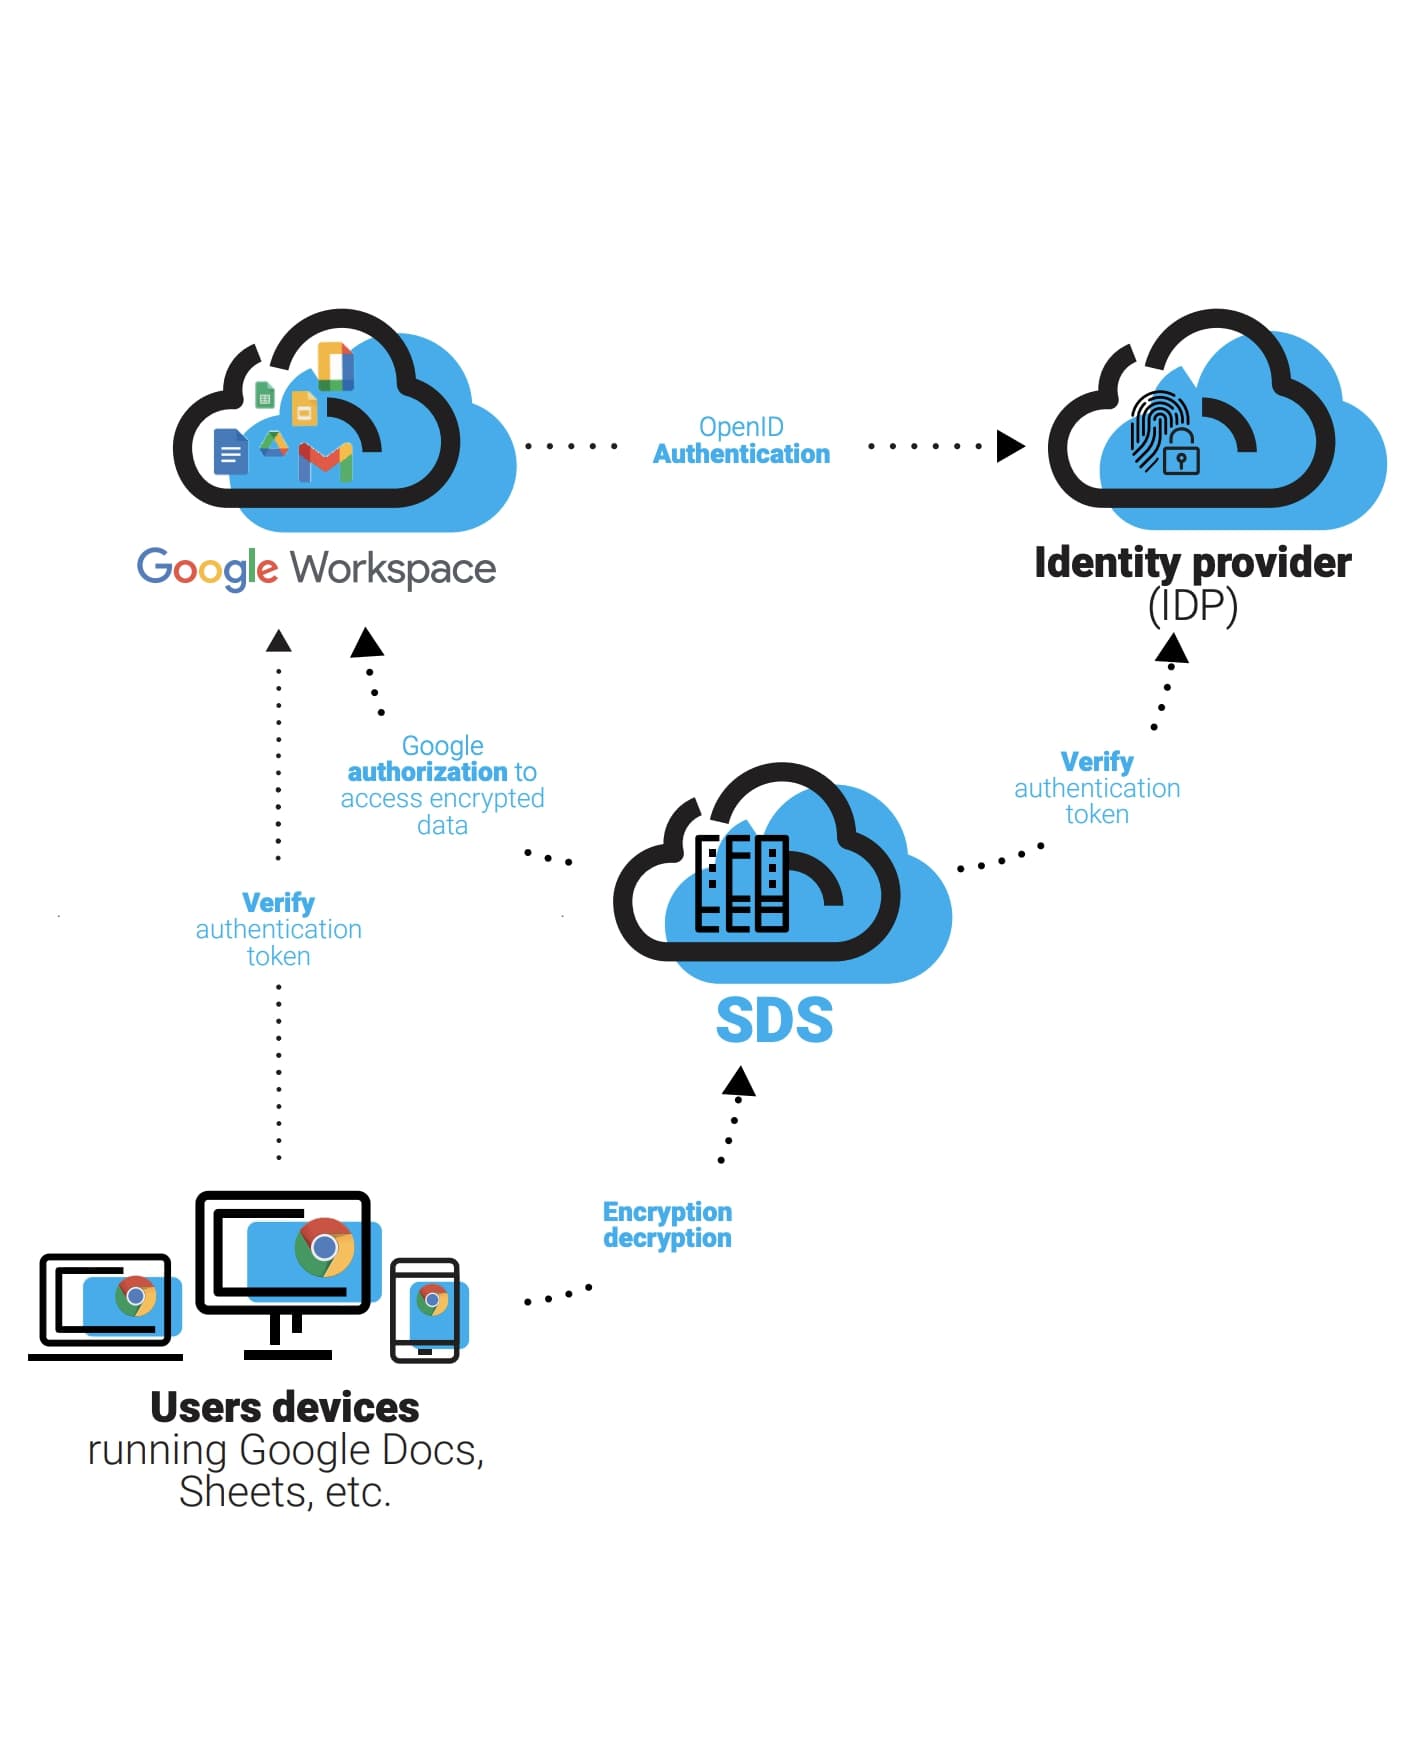 OpenID
Authentication
Google Workspace
Identity provider
(IDP)
Google
authorization to
access encrypted
data
Verify
authentication
token
Verify
authentication
token
SDS
Encryption
decryption
Users devices
running Google Docs,
Sheets, etc.